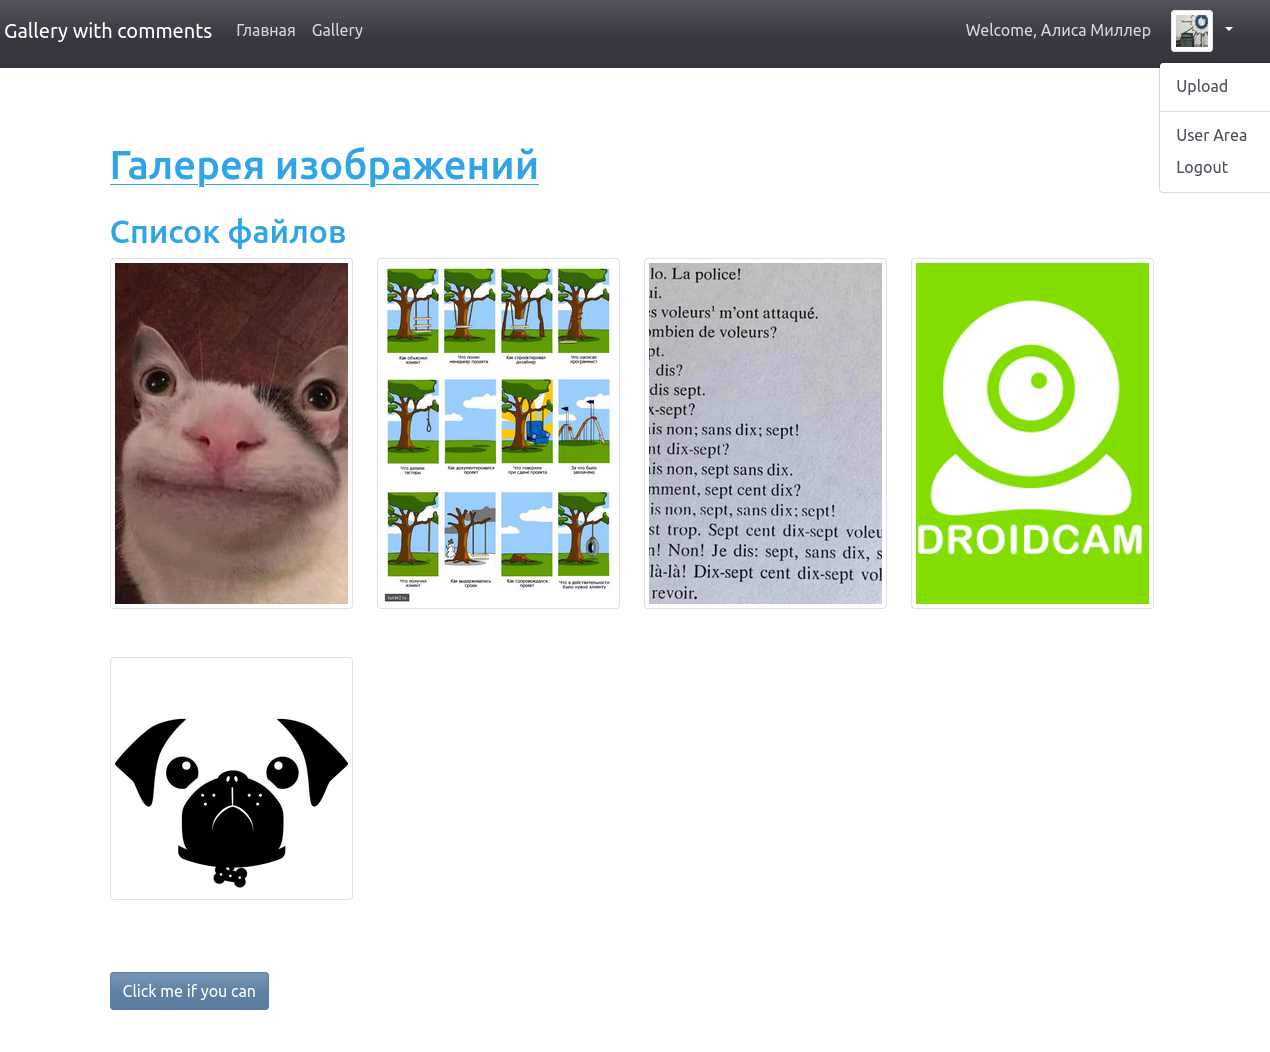 Gallery with comments
Главная
Gallery
Welcome, Алиса Миллер
Upload
User Area
Logout
Галерея изображений
Список файлов
Как объяснил
клиент
Что понял
менеджер проекта
Как спроектировал
дизайнер
Что написал
программист
Что делали
тестеры
Как документировался
проект
Что говорили
при сдаче проекта
За что было
заплачено
Что получил
клиент
Как выдерживались
сроки
Как сопровождался
проект
Что в действительности
было нужно клиенту
lo. La police!
ui.
es voleurs¹ m'ont attaqué.
ombien de voleurs?
pt.
dis?
dis sept.
x-sept?
is non; sans dix; sept!
nt dix-sept?
is non, sept sans dix.
mment, sept cent dix?
is non, sept, sans dix; sept!
st trop. Sept cent dix-sept voleu
n! Non! Je dis: sept, sans dix, s
là-là! Dix-sept cent dix-sept vol
revoir.
DROIDCAM
Click me if you can